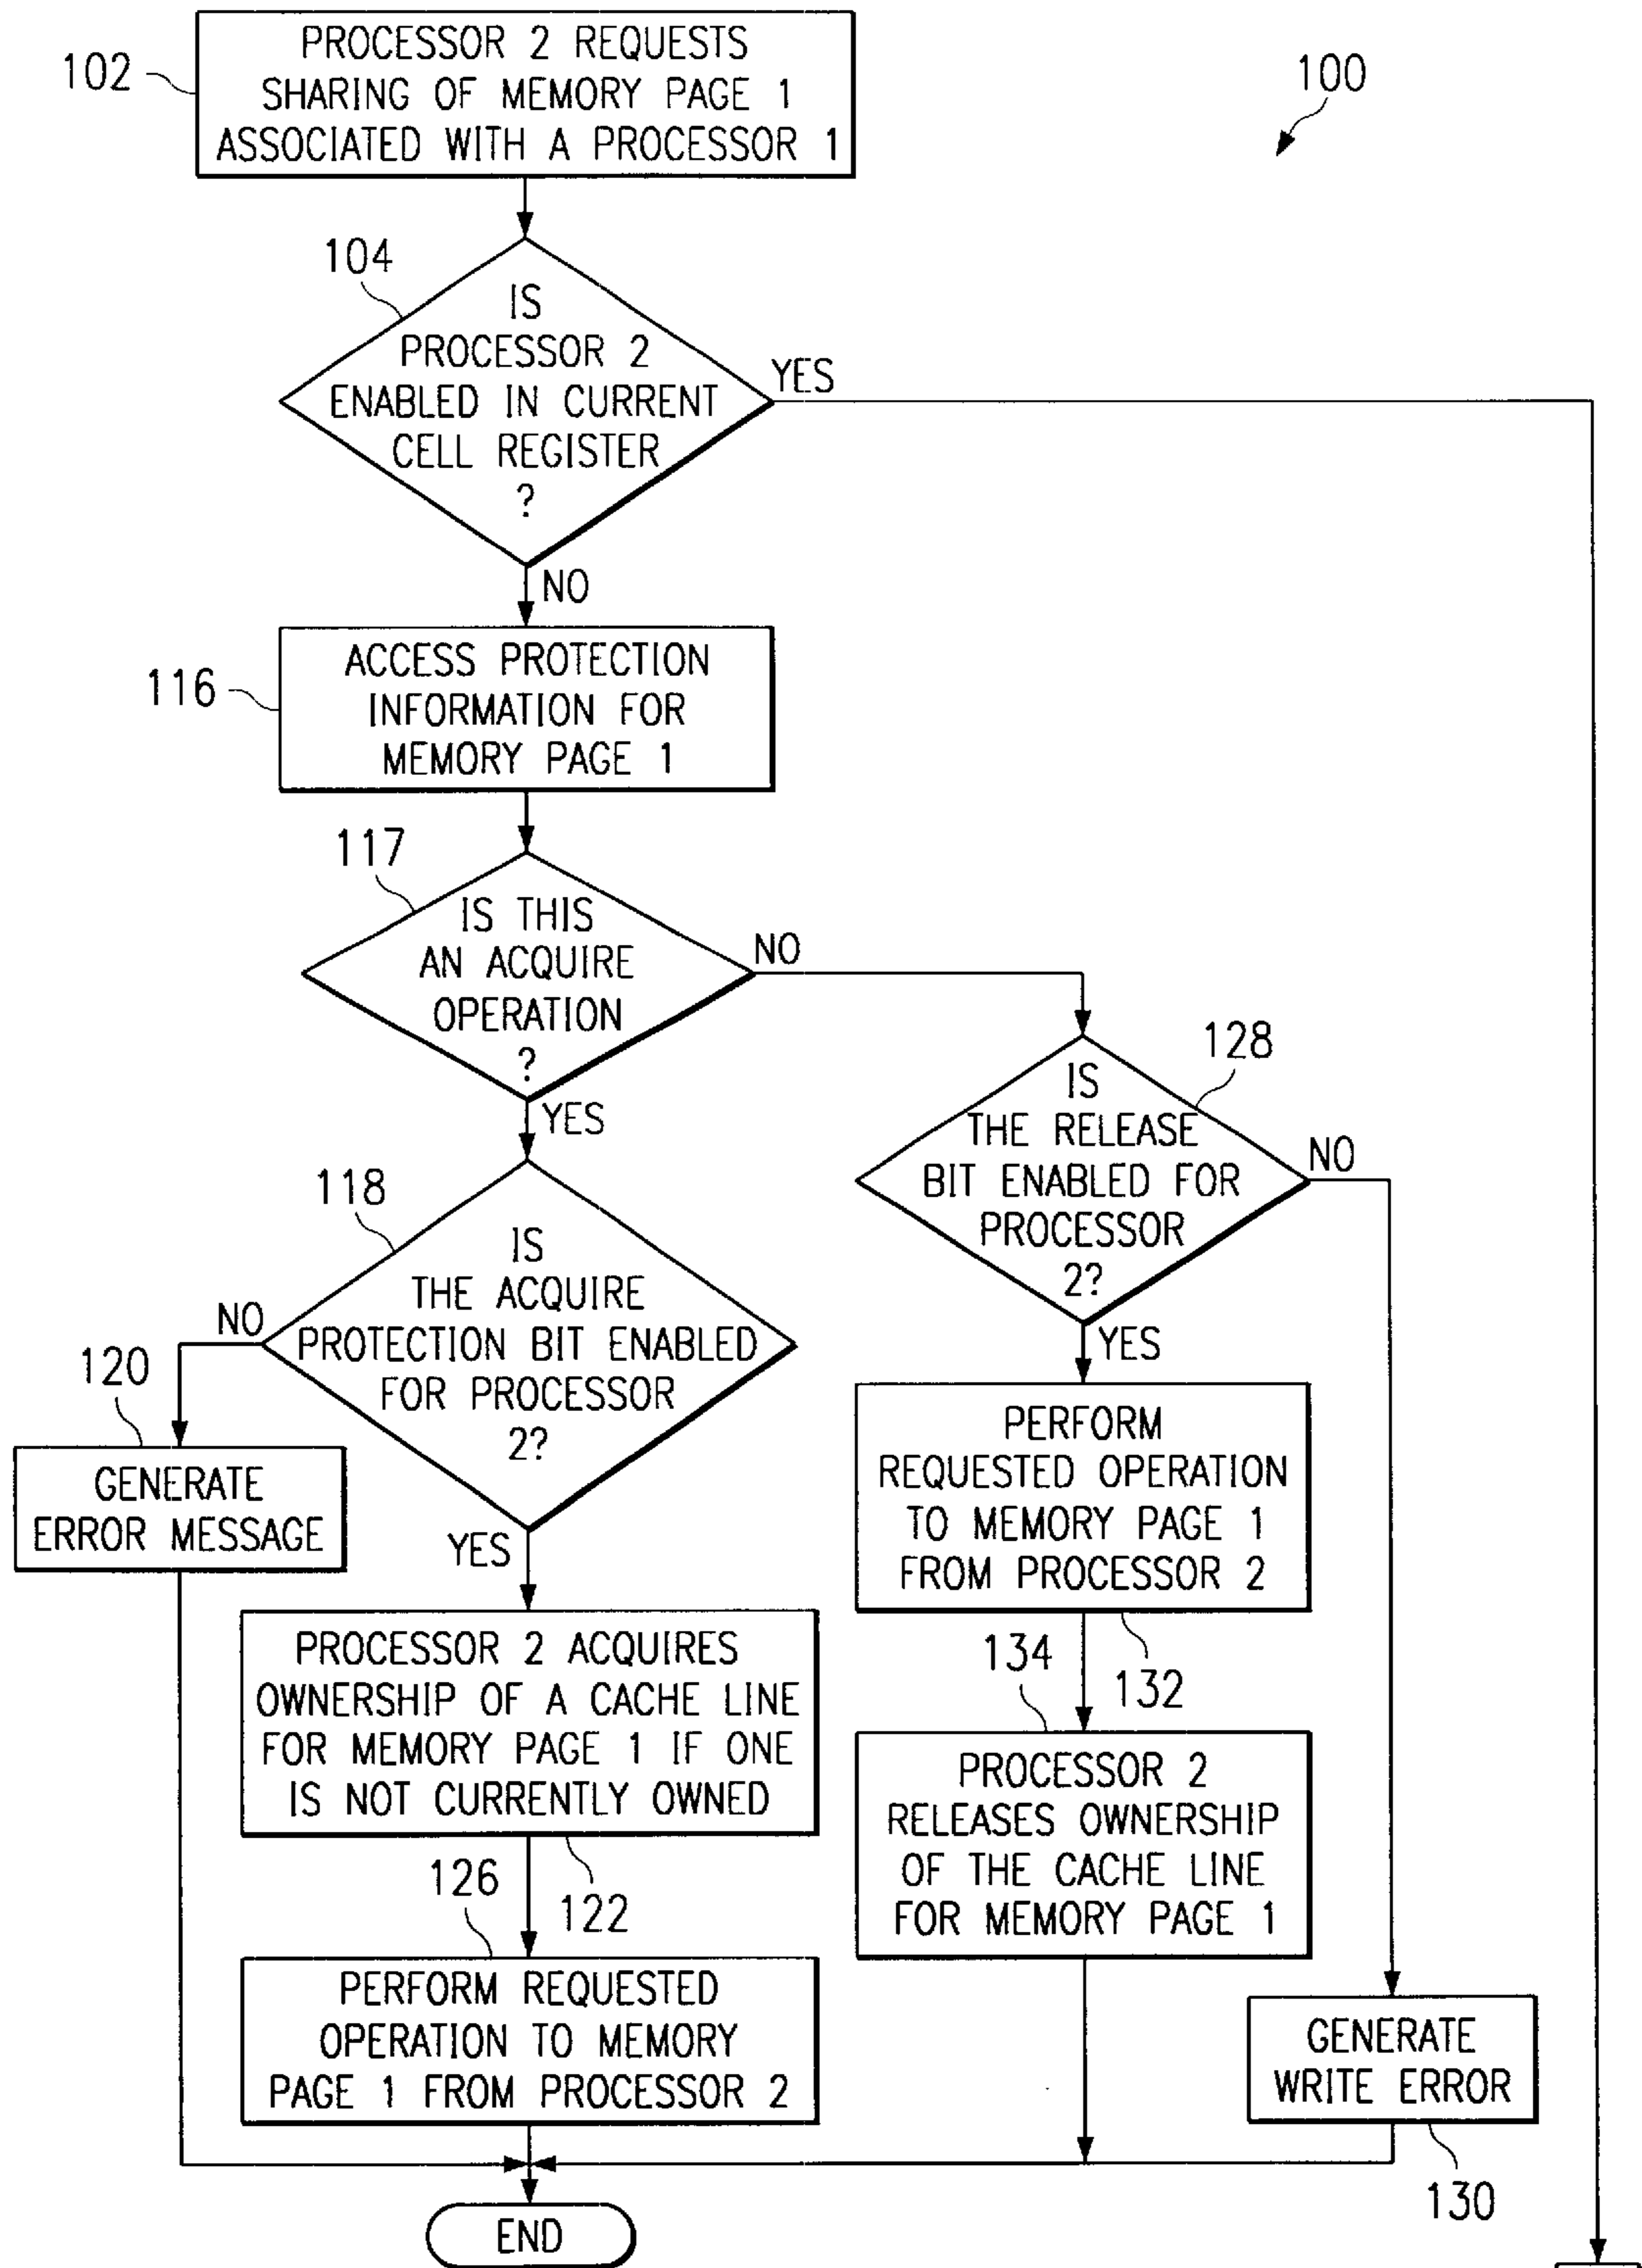 PROCESSOR 2 REQUESTS
SHARING OF MEMORY PAGE 1
ASSOCIATED WITH A PROCESSOR 1
102
100
104
IS
PROCESSOR 2
ENABLED IN CURRENT
CELL REGISTER
?
YES
NO
ACCESS PROTECTION
INFORMATION FOR
MEMORY PAGE 1
116
117
IS THIS
AN ACQUIRE
OPERATION
?
NO
YES
128
IS
THE RELEASE
BIT ENABLED FOR
PROCESSOR
2?
NO
YES
118
IS
THE ACQUIRE
PROTECTION BIT ENABLED
FOR PROCESSOR
2?
NO
YES
120
GENERATE
ERROR MESSAGE
PERFORM
REQUESTED OPERATION
TO MEMORY PAGE 1
FROM PROCESSOR 2
132
PROCESSOR 2 ACQUIRES
OWNERSHIP OF A CACHE LINE
FOR MEMORY PAGE 1 IF ONE
IS NOT CURRENTLY OWNED
122
134
PROCESSOR 2
RELEASES OWNERSHIP
OF THE CACHE LINE
FOR MEMORY PAGE 1
126
PERFORM REQUESTED
OPERATION TO MEMORY
PAGE 1 FROM PROCESSOR 2
GENERATE
WRITE ERROR
130
END